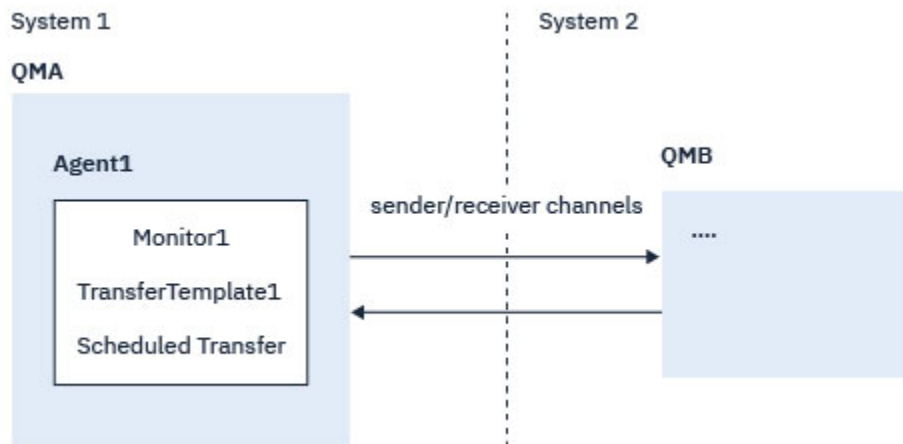 System 1
System 2
QMA
Agent1
QMB
sender/receiver channels
Monitor1
....
TransferTemplate1
Scheduled Transfer